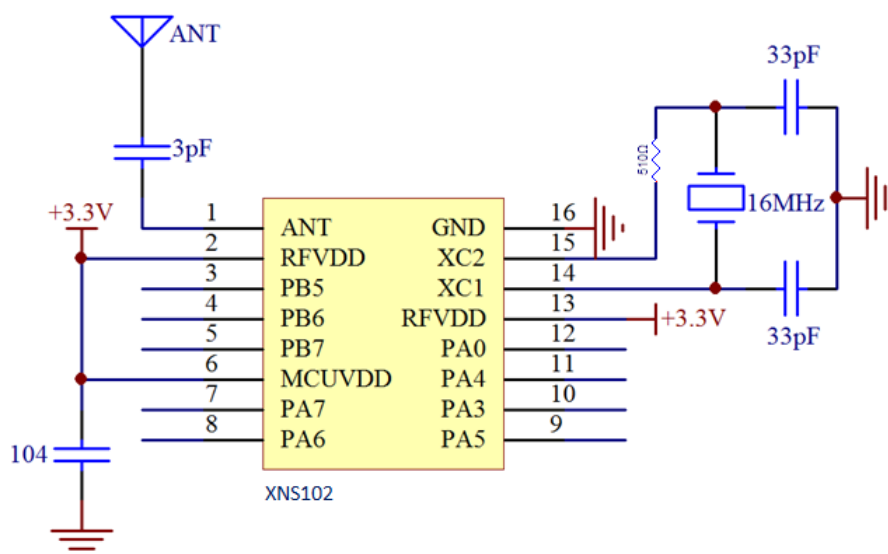 ANT
33pF
3pF
510Ω
+3.3V
16MHz
1 ANT GND 16
2 RFVDD XC2 15
3 PB5 XC1 14
4 PB6 RFVDD 13
+3.3V
5 PB7 PA0 12
33pF
6 MCUVDD PA4 11
7 PA7 PA3 10
8 PA6 PA5 9
104
XNS102